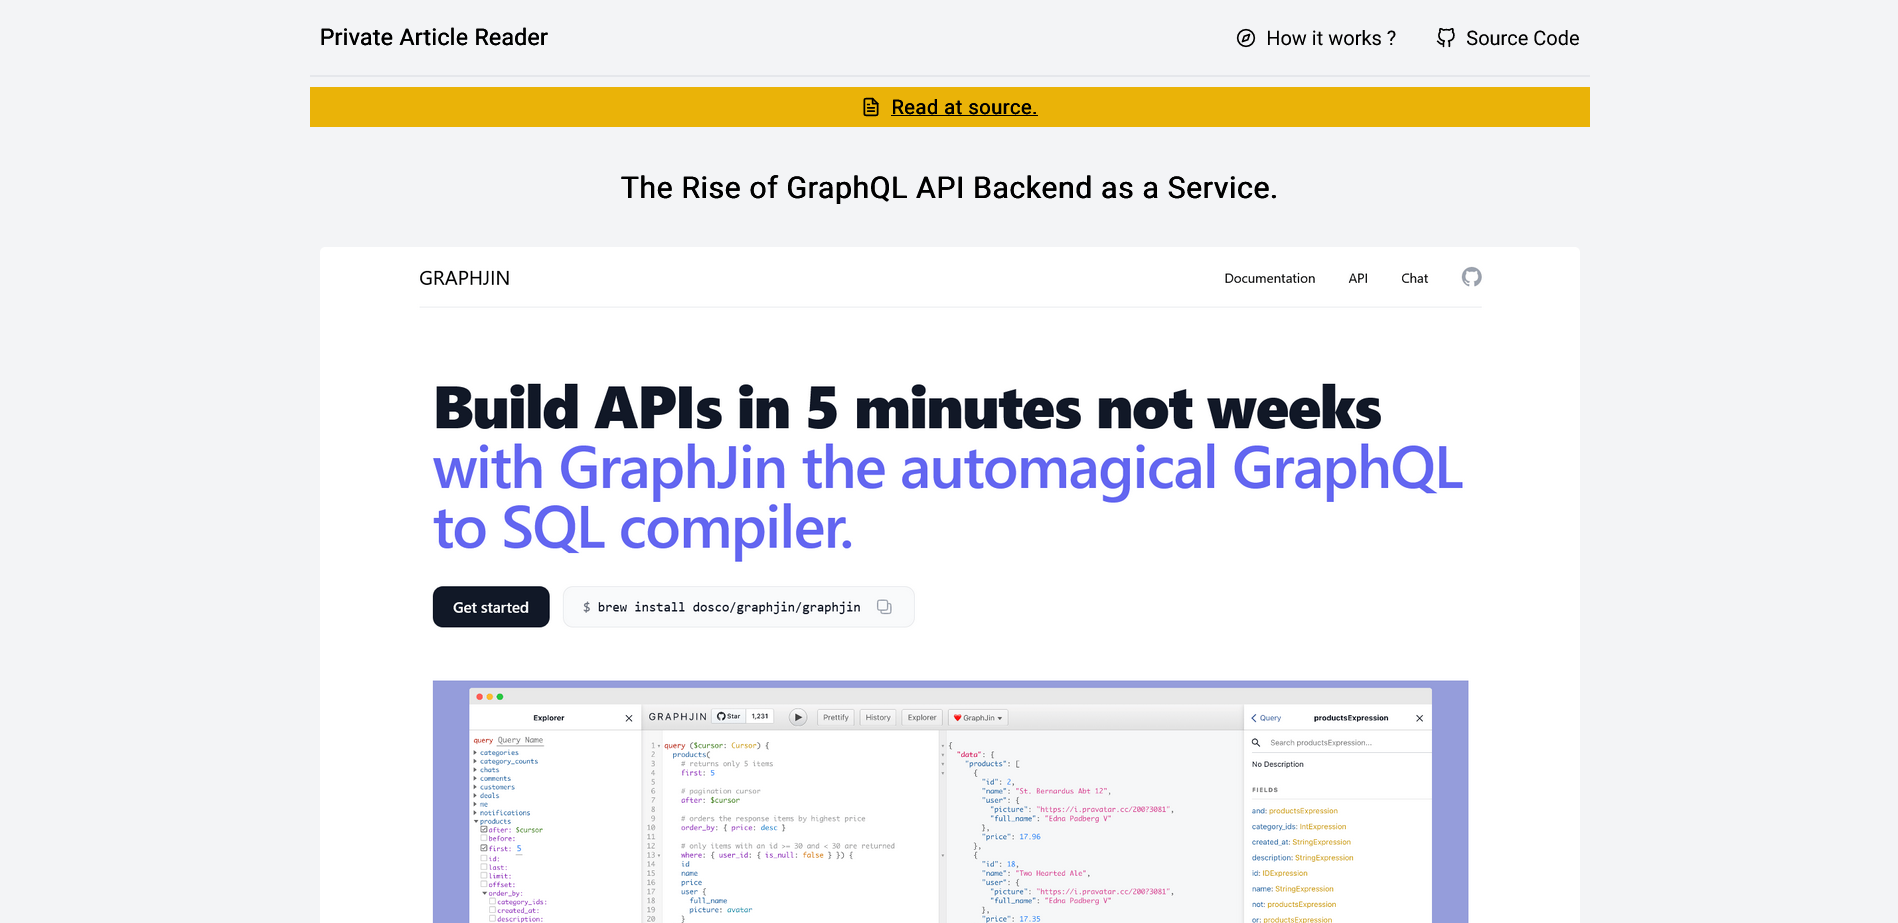 Private Article Reader
How it works ?
Source Code
Read at source.
The Rise of GraphQL API Backend as a Service.
GRAPHJIN
Documentation
API
Chat
Build APIs in 5 minutes not weeks
with GraphJin the automagical GraphQL
to SQL compiler.
Get started
$ brew install dosco/graphjin/graphjin
Explorer
query Query Name
categories
category_counts
chats
comments
customers
deals
me
notifications
products
after: $cursor
before:
first: 5
id:
last:
limit:
offset:
order_by:
category_ids:
created_at:
description:
GRAPHJIN
Star 1,231
Prettify
History
Explorer
GraphJin
1 query ($cursor: Cursor) {
2 products(
3 # returns only 5 items
4 first: 5
5
6 # pagination cursor
7 after: $cursor
8
9 # orders the response items by highest price
10 order_by: { price: desc }
11
12 # only items with an id >= 30 and < 30 are returned
13 where: { user_id: { is_null: false } }) {
14 id
15 name
16 price
17 user {
18 full_name
19 picture: avatar
20 }
{
"data": {
"products": [
{
"id": 2,
"name": "St. Bernardus Abt 12",
"user": {
"picture": "https://i.pravatar.cc/200?3081",
"full_name": "Edna Padberg V"
},
"price": 17.96
},
{
"id": 18,
"name": "Two Hearted Ale",
"user": {
"picture": "https://i.pravatar.cc/200?3081",
"full_name": "Edna Padberg V"
},
"price": 17.35
Query
productsExpression
Search productsExpression...
No Description
FIELDS
and: productsExpression
category_ids: IntExpression
created_at: StringExpression
description: StringExpression
id: IDExpression
name: StringExpression
not: productsExpression
or: productsExpression